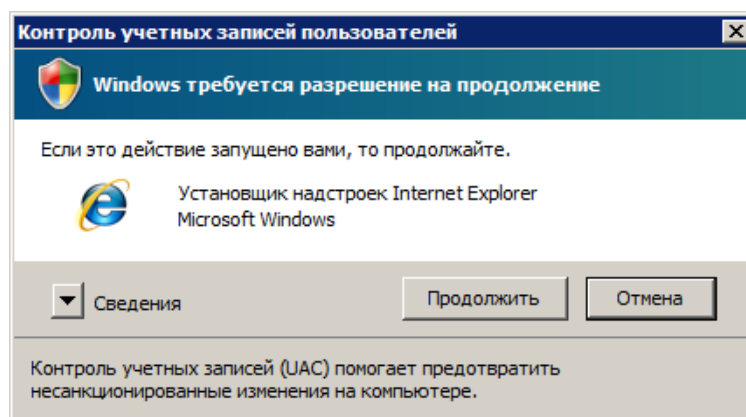 Контроль учетных записей пользователей
Windows требуется разрешение на продолжение
Если это действие запущено вами, то продолжайте.
Установщик надстроек Internet Explorer
Microsoft Windows
Сведения
Продолжить
Отмена
Контроль учетных записей (UAC) помогает предотвратить
несанкционированные изменения на компьютере.